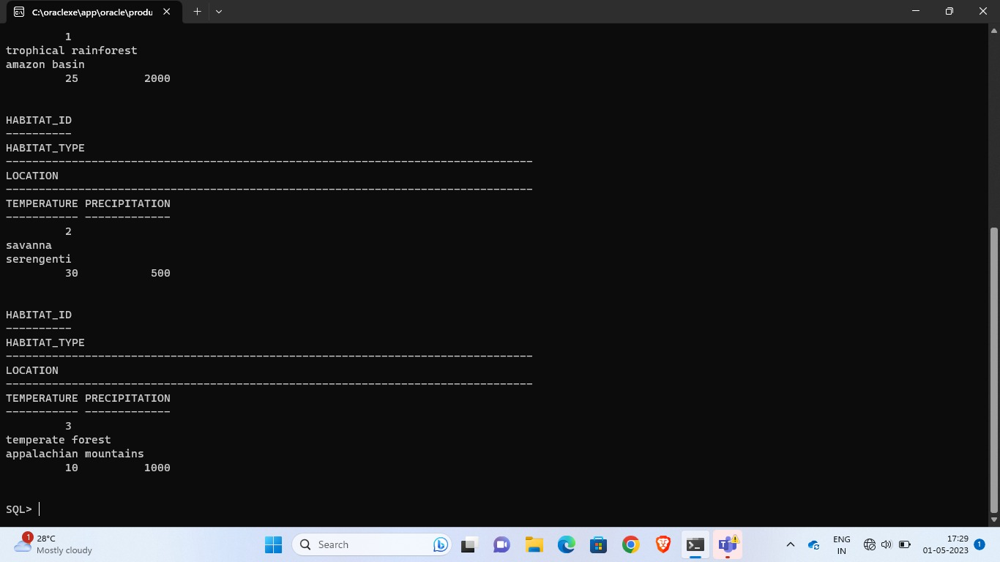 C:\oraclexe\app\oracle\produ
1
trophical rainforest
amazon basin
25 2000
HABITAT_ID
----------
HABITAT_TYPE
--------------------------------------------------------------------------------
LOCATION
--------------------------------------------------------------------------------
TEMPERATURE PRECIPITATION
----------- -------------
2
savanna
serengenti
30 500
HABITAT_ID
----------
HABITAT_TYPE
--------------------------------------------------------------------------------
LOCATION
--------------------------------------------------------------------------------
TEMPERATURE PRECIPITATION
----------- -------------
3
temperate forest
appalachian mountains
10 1000
SQL>
1
28°C
Mostly cloudy
Search
ENG
IN
17:29
01-05-2023
1